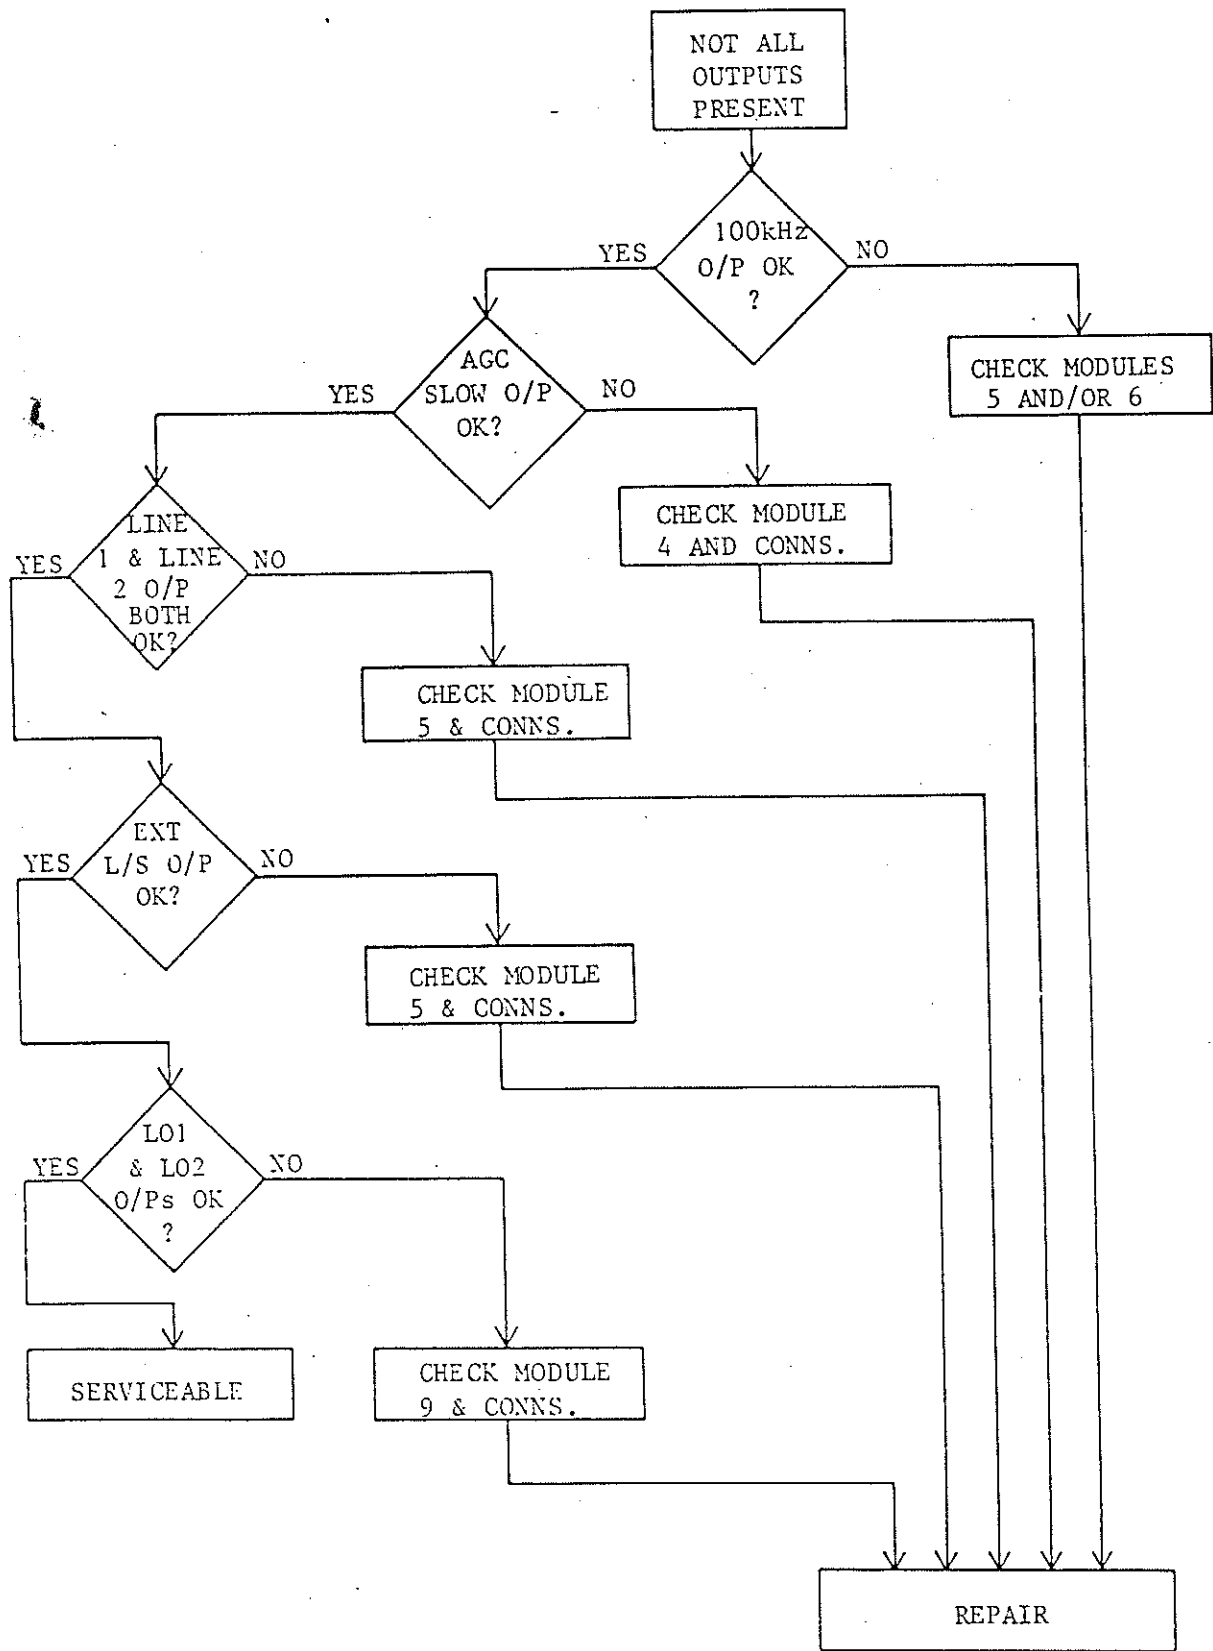 NOT ALL
OUTPUTS
PRESENT
100kHz
O/P OK
?
YES
NO
AGC
SLOW O/P
OK?
YES
NO
CHECK MODULES
5 AND/OR 6
LINE
1 & LINE
2 O/P
BOTH
OK?
YES
NO
CHECK MODULE
4 AND CONNS.
CHECK MODULE
5 & CONNS.
EXT
L/S O/P
OK?
YES
NO
CHECK MODULE
5 & CONNS.
LO1
& LO2
O/Ps OK
?
YES
NO
SERVICEABLE
CHECK MODULE
9 & CONNS.
REPAIR